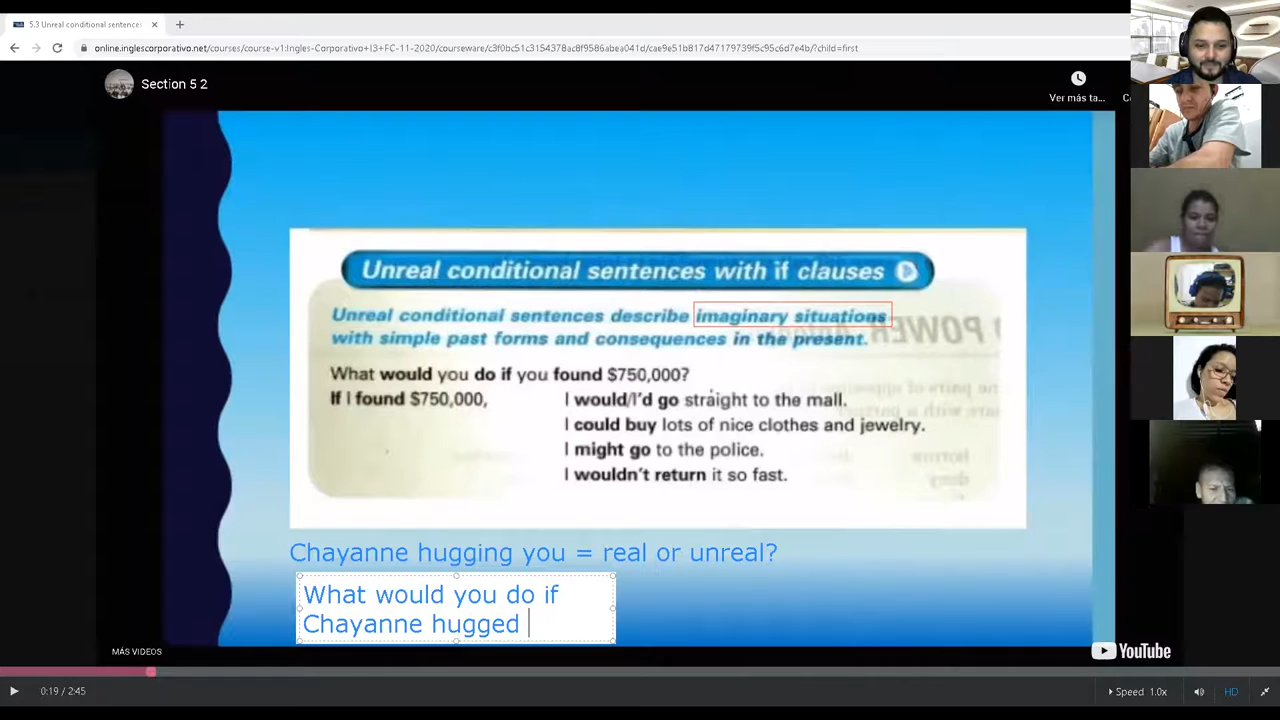 5.3 Unreal conditional sentence
online.inglescorporativo.net/courses/course-v1:Ingles-Corporativo+I3+FC-11-2020/courseware/c3f0bc51c3154378ac8f9586abea041d/cae9e51b817d47179739f5c95c6d7e4b/?child=first
Section 5 2
Ver más ta...
Unreal conditional sentences with if clauses
Unreal conditional sentences describe imaginary situations
with simple past forms and consequences in the present.
What would you do if you found $750,000?
If I found $750,000, I would/I'd go straight to the mall.
I could buy lots of nice clothes and jewelry.
I might go to the police.
I wouldn't return it so fast.
Chayanne hugging you = real or unreal?
What would you do if
Chayanne hugged
MÁS VIDEOS
YouTube
0:19 / 2:45
Speed 1.0x
HD